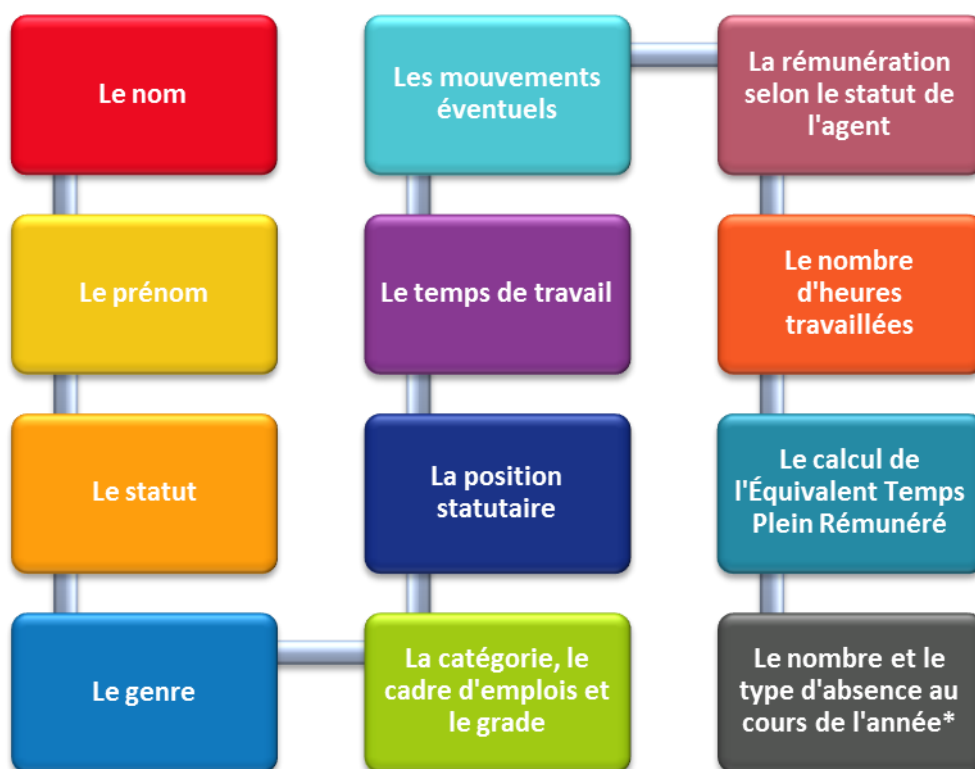 Le nom
Le prénom
Le statut
Le genre
La catégorie, le
cadre d'emplois et
le grade
La position
statutaire
Le temps de travail
Les mouvements
éventuels
La rémunération
selon le statut de
l'agent
Le nombre
d'heures
travaillées
Le calcul de
l'Équivalent Temps
Plein Rémunéré
Le nombre et le
type d'absence au
cours de l'année*